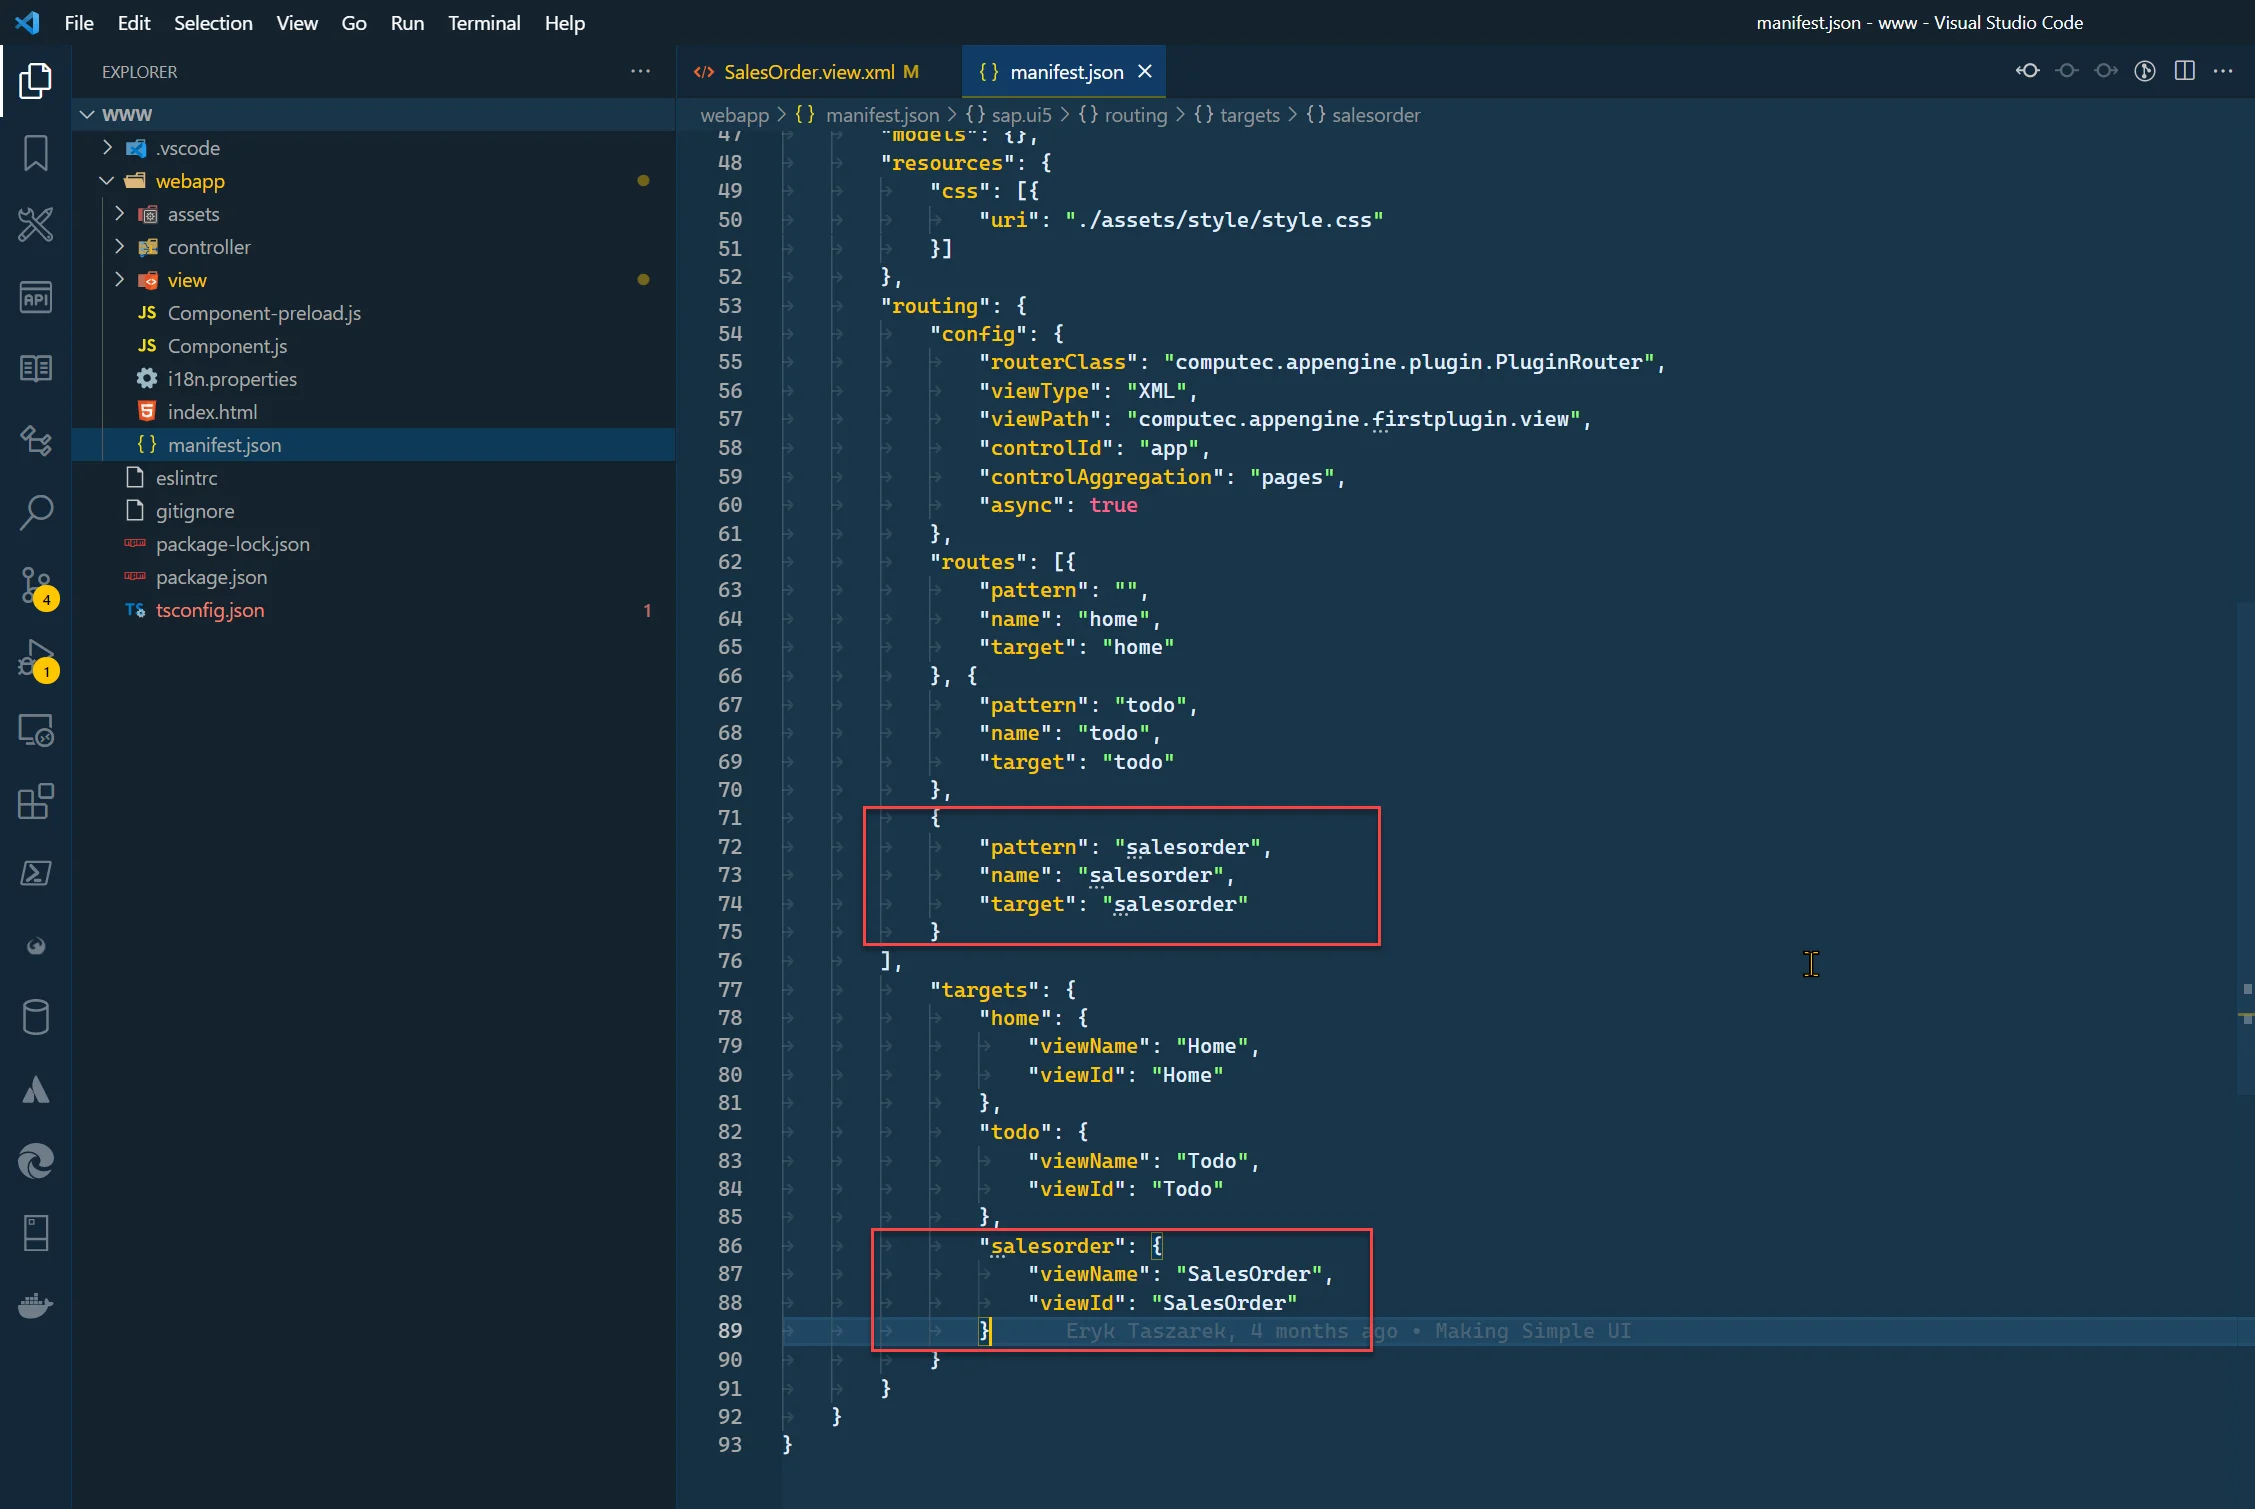 File Edit Selection View Go Run Terminal Help
manifest.json - www - Visual Studio Code
EXPLORER
SalesOrder.view.xml M
{} manifest.json
WWW
webapp > {} manifest.json > {} sap.ui5 > {} routing > {} targets > {} salesorder
.vscode
webapp
assets
controller
view
JS Component-preload.js
JS Component.js
i18n.properties
index.html
{} manifest.json
eslintrc
gitignore
package-lock.json
package.json
TS tsconfig.json 1
API
4
1
47 "models": {},
48 "resources": {
49 "css": [{
50 "uri": "./assets/style/style.css"
51 }]
52 },
53 "routing": {
54 "config": {
55 "routerClass": "computec.appengine.plugin.PluginRouter",
56 "viewType": "XML",
57 "viewPath": "computec.appengine.firstplugin.view",
58 "controlId": "app",
59 "controlAggregation": "pages",
60 "async": true
61 },
62 "routes": [{
63 "pattern": "",
64 "name": "home",
65 "target": "home"
66 }, {
67 "pattern": "todo",
68 "name": "todo",
69 "target": "todo"
70 },
71 {
72 "pattern": "salesorder",
73 "name": "salesorder",
74 "target": "salesorder"
75 }
76 ],
77 "targets": {
78 "home": {
79 "viewName": "Home",
80 "viewId": "Home"
81 },
82 "todo": {
83 "viewName": "Todo",
84 "viewId": "Todo"
85 },
86 "salesorder": {
87 "viewName": "SalesOrder",
88 "viewId": "SalesOrder"
89 } Eryk Taszarek, 4 months ago • Making Simple UI
90 }
91 }
92 }
93 }